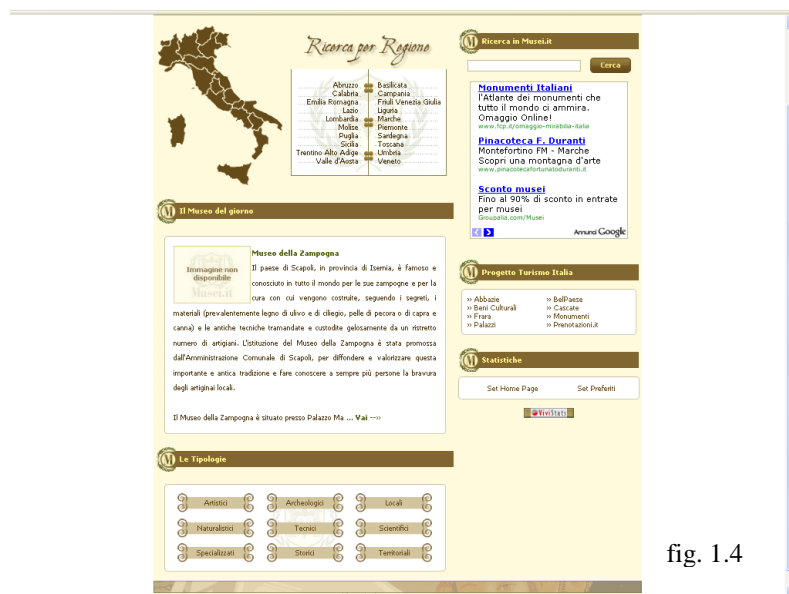 Ricerca per Regione
Abruzzo Basilicata
Calabria Campania
Emilia Romagna Friuli Venezia Giulia
Lazio Liguria
Lombardia Marche
Molise Piemonte
Puglia Sardegna
Sicilia Toscana
Trentino Alto Adige Umbria
Valle d'Aosta Veneto
Il Museo del giorno
Immagine non
disponibile
Musei.it
Museo della Zampogna
Il paese di Scapoli, in provincia di Isernia, è famoso e
conosciuto in tutto il mondo per le sue zampogne e per la
cura con cui vengono costruite, seguendo i segreti, i
materiali (prevalentemente legno di ulivo e di ciliegio, pelle di pecora o di capra e
canna) e le antiche tecniche tramandate e custodite gelosamente da un ristretto
numero di artigiani. L'istituzione del Museo della Zampogna è stata promossa
dall'Amministrazione Comunale di Scapoli, per diffondere e valorizzare questa
importante e antica tradizione e fare conoscere a sempre più persone la bravura
degli artiginai locali.
Il Museo della Zampogna è situato presso Palazzo Ma ... Vai --»
Le Tipologie
Artistici Archeologici Locali
Naturalistici Tecnici Scientifici
Specializzati Storici Territoriali
M Ricerca in Musei.it
Cerca
Monumenti Italiani
l'Atlante dei monumenti che
tutto il mondo ci ammira.
Omaggio Online!
www.fcp.it/omaggio-mirabilia-italia
Pinacoteca F. Duranti
Montefortino FM - Marche
Scopri una montagna d'arte
www.pinacotecafortunatoduranti.it
Sconto musei
Fino al 90% di sconto in entrate
per musei
Groupalia.com/Musei
Annunci Google
Progetto Turismo Italia
» Abbazie » BelPaese
» Beni Culturali » Cascate
» Frara » Monumenti
» Palazzi » Prenotazioni.it
Statistiche
Set Home Page Set Preferiti
ViviStats
fig. 1.4